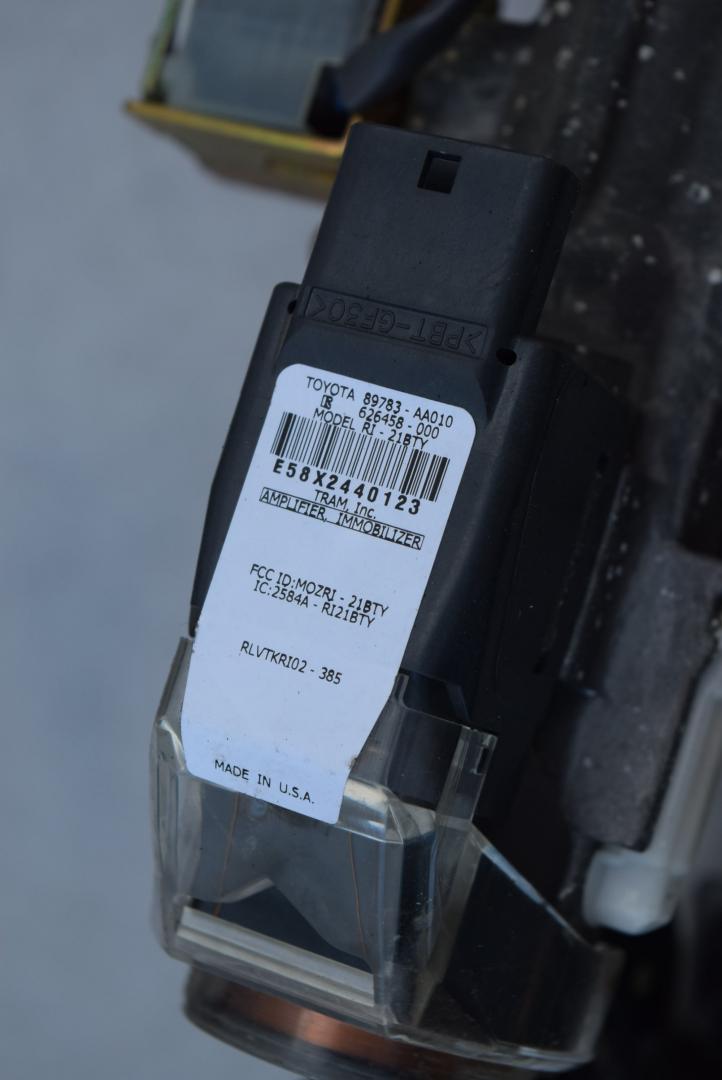 >PBT-GF30<
TOYOTA 89783 - AA010
626458 - 000
MODEL RI - 21BTY
E58X2440123
TRAM, Inc.
AMPLIFIER, IMMOBILIZER
FCC ID:MOZRI - 21BTY
IC:2584A - RI21BTY
RLVTKRI02 - 385
MADE IN U.S.A.